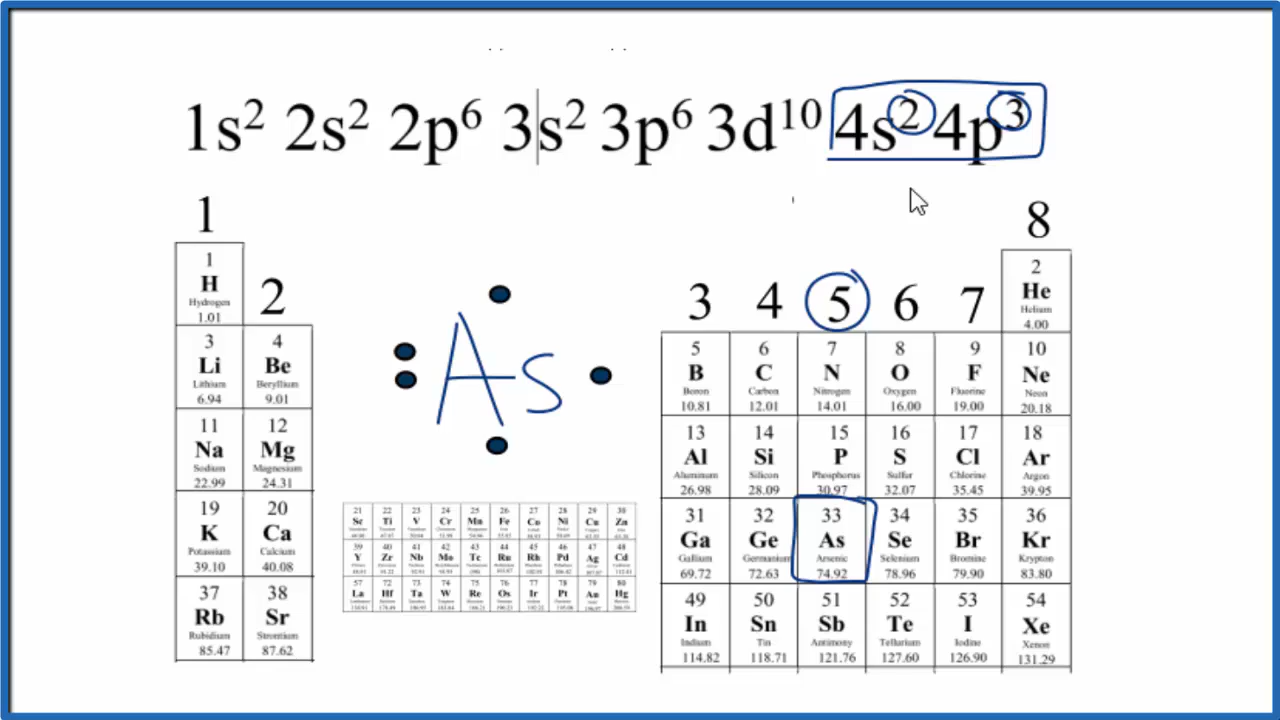 1s² 2s² 2p⁶ 3s² 3p⁶ 3d¹⁰ 4s² 4p³
1 8
1 2
H 2 He
Hydrogen 3 4 5 6 7 Helium
1.01 4.00
3 4 5 6 7 8 9 10
Li Be B C N O F Ne
Lithium Beryllium Boron Carbon Nitrogen Oxygen Fluorine Neon
6.94 9.01 10.81 12.01 14.01 16.00 19.00 20.18
As
11 12 13 14 15 16 17 18
Na Mg Al Si P S Cl Ar
Sodium Magnesium Aluminum Silicon Phosphorus Sulfur Chlorine Argon
22.99 24.31 26.98 28.09 30.97 32.07 35.45 39.95
19 20 21 22 23 24 25 26 27 28 29 30 31 32 33 34 35 36
K Ca Sc Ti V Cr Mn Fe Co Ni Cu Zn Ga Ge As Se Br Kr
Potassium Calcium Gallium Germanium Arsenic Selenium Bromine Krypton
39.10 40.08 69.72 72.63 74.92 78.96 79.90 83.80
39 40 41 42 43 44 45 46 47 48
Y Zr Nb Mo Tc Ru Rh Pd Ag Cd
37 38 57 72 73 74 75 76 77 78 79 80 49 50 51 52 53 54
Rb Sr La Hf Ta W Re Os Ir Pt Au Hg In Sn Sb Te I Xe
Rubidium Strontium Indium Tin Antimony Tellurium Iodine Xenon
85.47 87.62 114.82 118.71 121.76 127.60 126.90 131.29